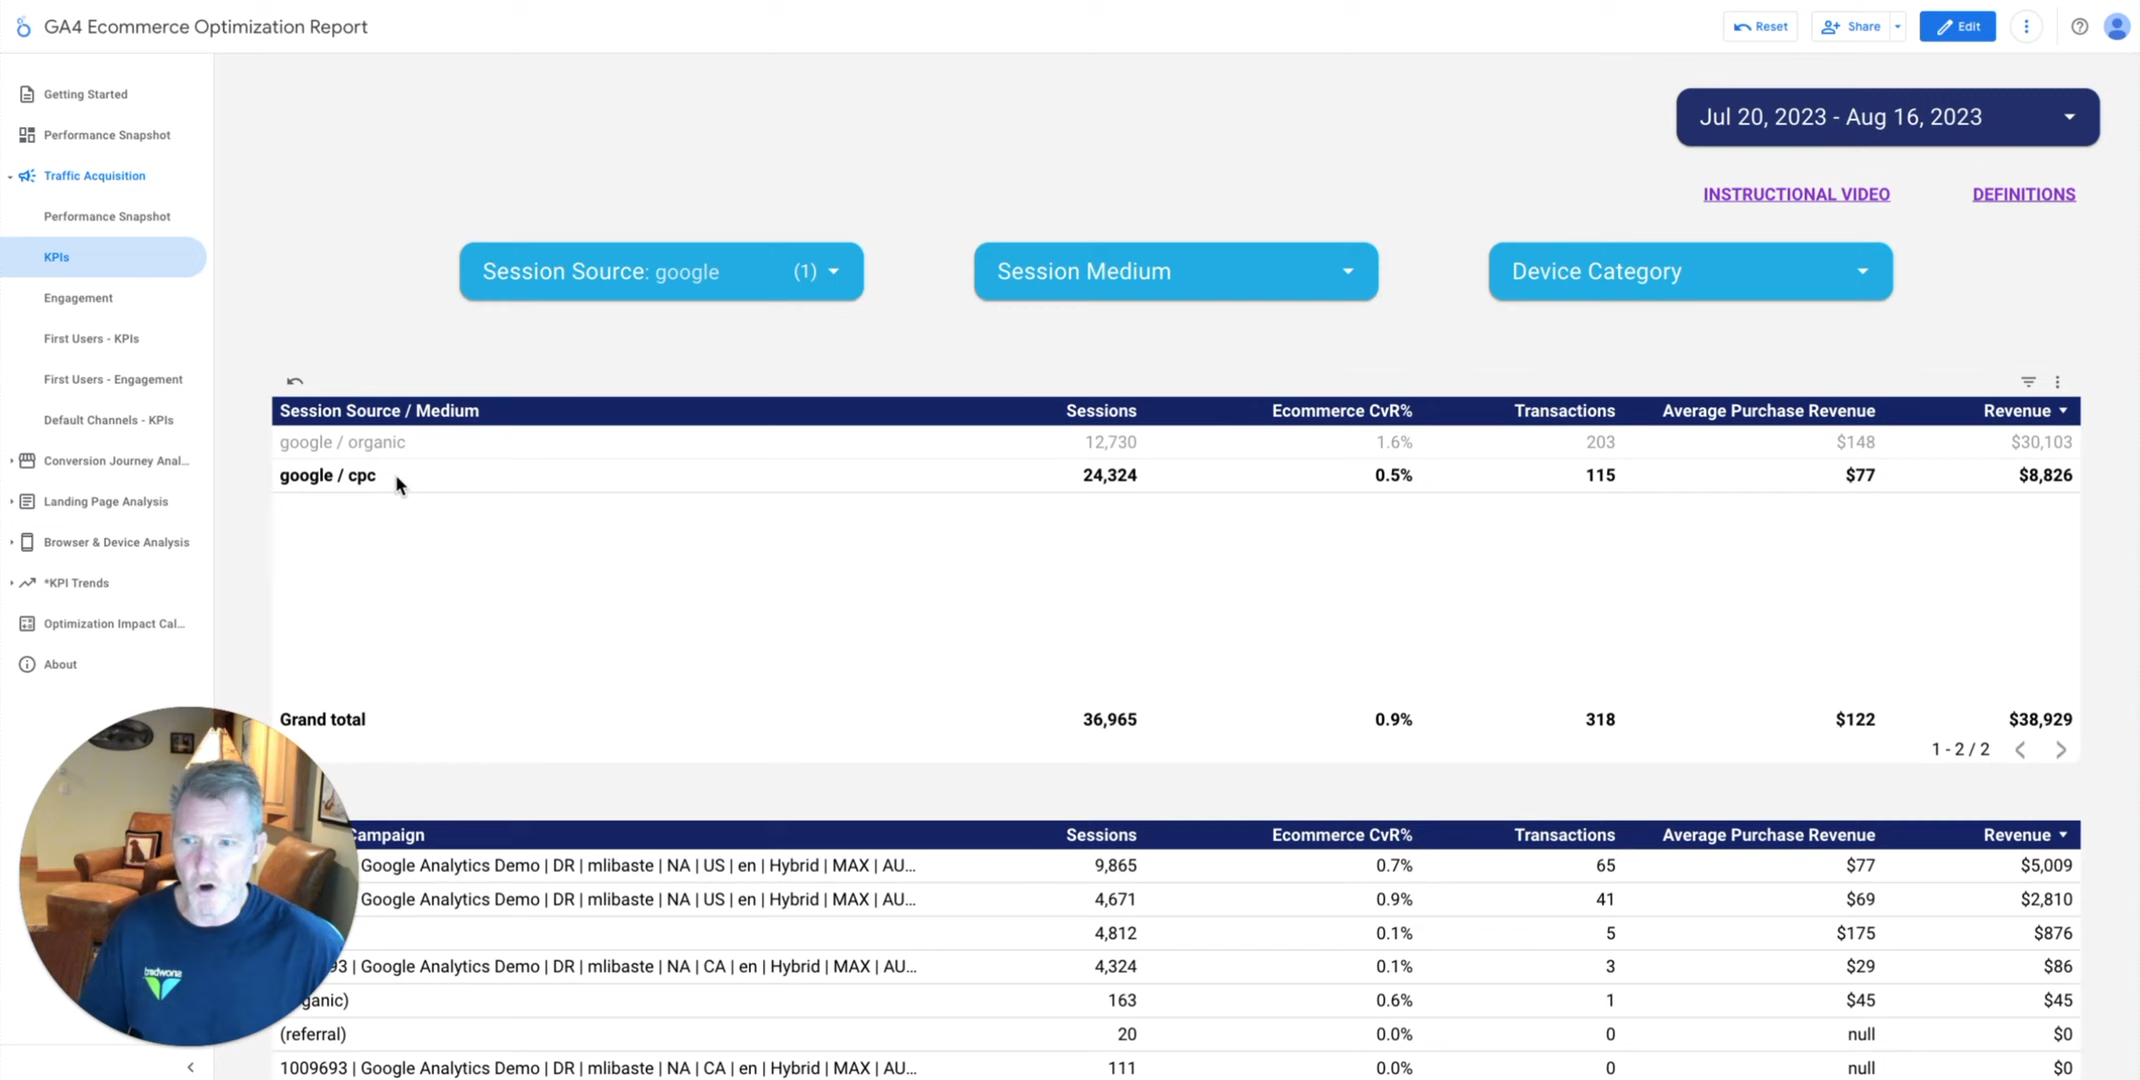 GA4 Ecommerce Optimization Report
Reset
Share
Edit
Getting Started
Performance Snapshot
Traffic Acquisition
Performance Snapshot
KPIs
Engagement
First Users - KPIs
First Users - Engagement
Default Channels - KPIs
Conversion Journey Anal...
Landing Page Analysis
Browser & Device Analysis
*KPI Trends
Optimization Impact Cal...
About
Jul 20, 2023 - Aug 16, 2023
INSTRUCTIONAL VIDEO DEFINITIONS
Session Source: google (1) Session Medium Device Category
Session Source / Medium Sessions Ecommerce CvR% Transactions Average Purchase Revenue Revenue
google / organic 12,730 1.6% 203 $148 $30,103
google / cpc 24,324 0.5% 115 $77 $8,826
Grand total 36,965 0.9% 318 $122 $38,929
1 - 2 / 2
Campaign Sessions Ecommerce CvR% Transactions Average Purchase Revenue Revenue
Google Analytics Demo | DR | mlibaste | NA | US | en | Hybrid | MAX | AU... 9,865 0.7% 65 $77 $5,009
Google Analytics Demo | DR | mlibaste | NA | US | en | Hybrid | MAX | AU... 4,671 0.9% 41 $69 $2,810
4,812 0.1% 5 $175 $876
93 | Google Analytics Demo | DR | mlibaste | NA | CA | en | Hybrid | MAX | AU... 4,324 0.1% 3 $29 $86
ganic) 163 0.6% 1 $45 $45
(referral) 20 0.0% 0 null $0
1009693 | Google Analytics Demo | DR | mlibaste | NA | CA | en | Hybrid | MAX | AU... 111 0.0% 0 null $0